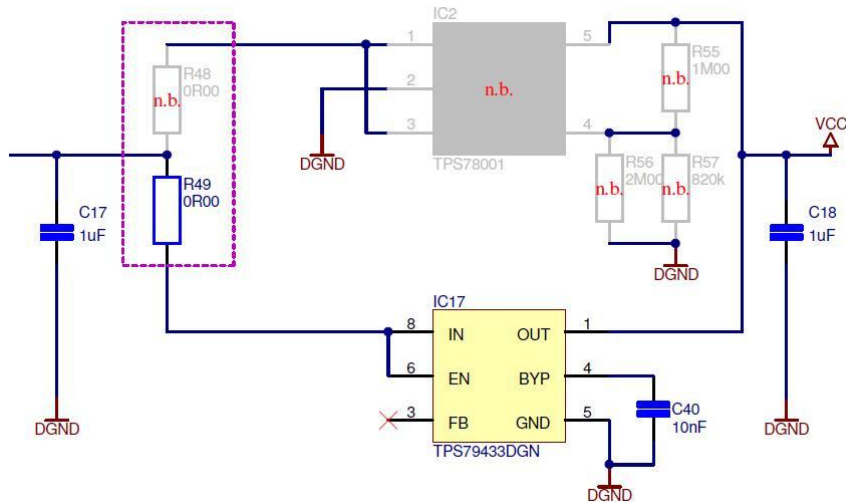 IC2
1
2
3
5
4
n.b.
TPS78001
R48
0R00
n.b.
R49
0R00
R55
1M00
n.b.
R56
2M00
n.b.
R57
820k
n.b.
VCC
DGND
DGND
C17
1uF
DGND
C18
1uF
DGND
IC17
8
IN
OUT
1
6
EN
BYP
4
3
FB
GND
5
TPS79433DGN
C40
10nF
DGND